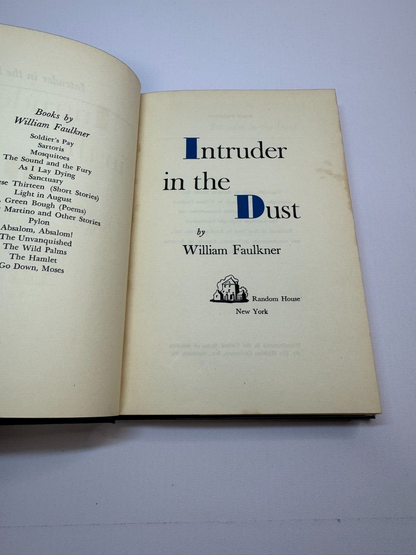 Books by
William Faulkner
Soldier's Pay
Sartoris
Mosquitoes
The Sound and the Fury
As I Lay Dying
Sanctuary
Thirteen (Short Stories)
Light in August
Green Bough (Poems)
Martino and Other Stories
Pylon
Absalom, Absalom!
The Unvanquished
The Wild Palms
The Hamlet
Go Down, Moses
Intruder
in the
Dust
by
William Faulkner
Random House
New York